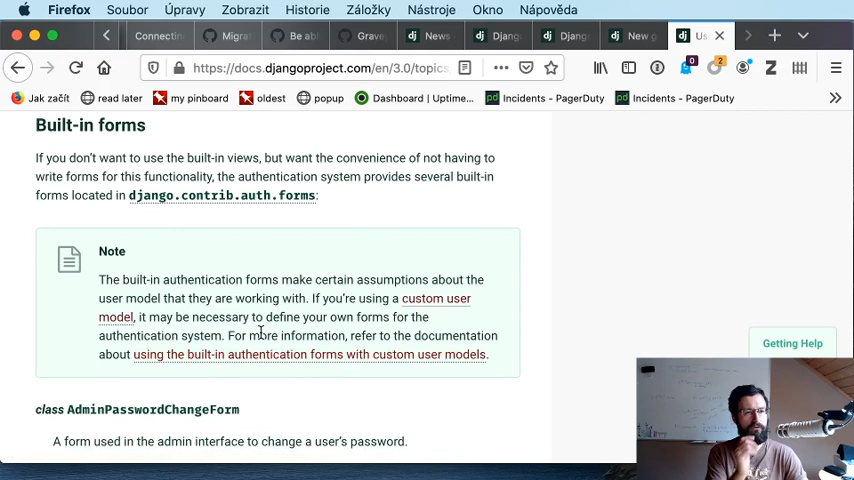 Firefox Soubor Úpravy Zobrazit Historie Záložky Nástroje Okno Nápověda
Connectin Migrat Be abl Grave News Djang Djang New g Us
https://docs.djangoproject.com/en/3.0/topics
0 2
Jak začít read later my pinboard oldest popup Dashboard | Uptime... Incidents - PagerDuty Incidents - PagerDuty
Built-in forms
If you don't want to use the built-in views, but want the convenience of not having to
write forms for this functionality, the authentication system provides several built-in
forms located in django.contrib.auth.forms:
Note
The built-in authentication forms make certain assumptions about the
user model that they are working with. If you're using a custom user
model, it may be necessary to define your own forms for the
authentication system. For more information, refer to the documentation
about using the built-in authentication forms with custom user models.
class AdminPasswordChangeForm
A form used in the admin interface to change a user's password.
Getting Help